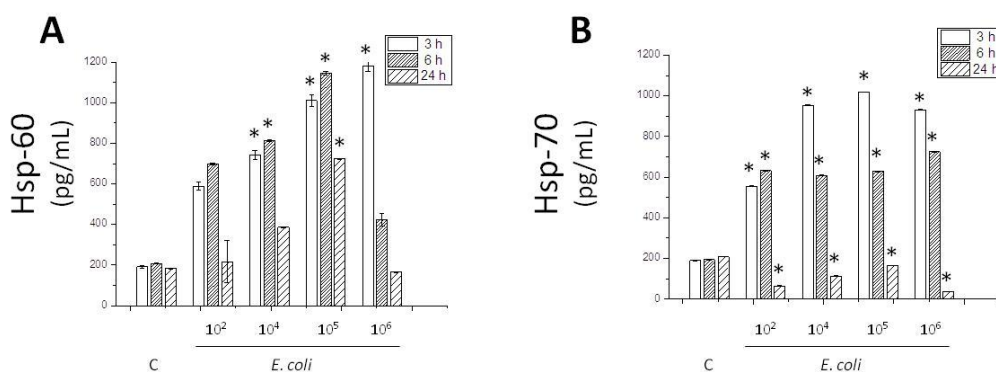 A
B
3 h
6 h
24 h
3 h
6 h
24 h
Hsp-60
(pg/mL)
1200
1000
800
600
400
200
0
* * * * * *
10² 10⁴ 10⁵ 10⁶
C E. coli
Hsp-70
(pg/mL)
1200
1000
800
600
400
200
0
* * * * * * * * * * * *
10² 10⁴ 10⁵ 10⁶
C E. coli